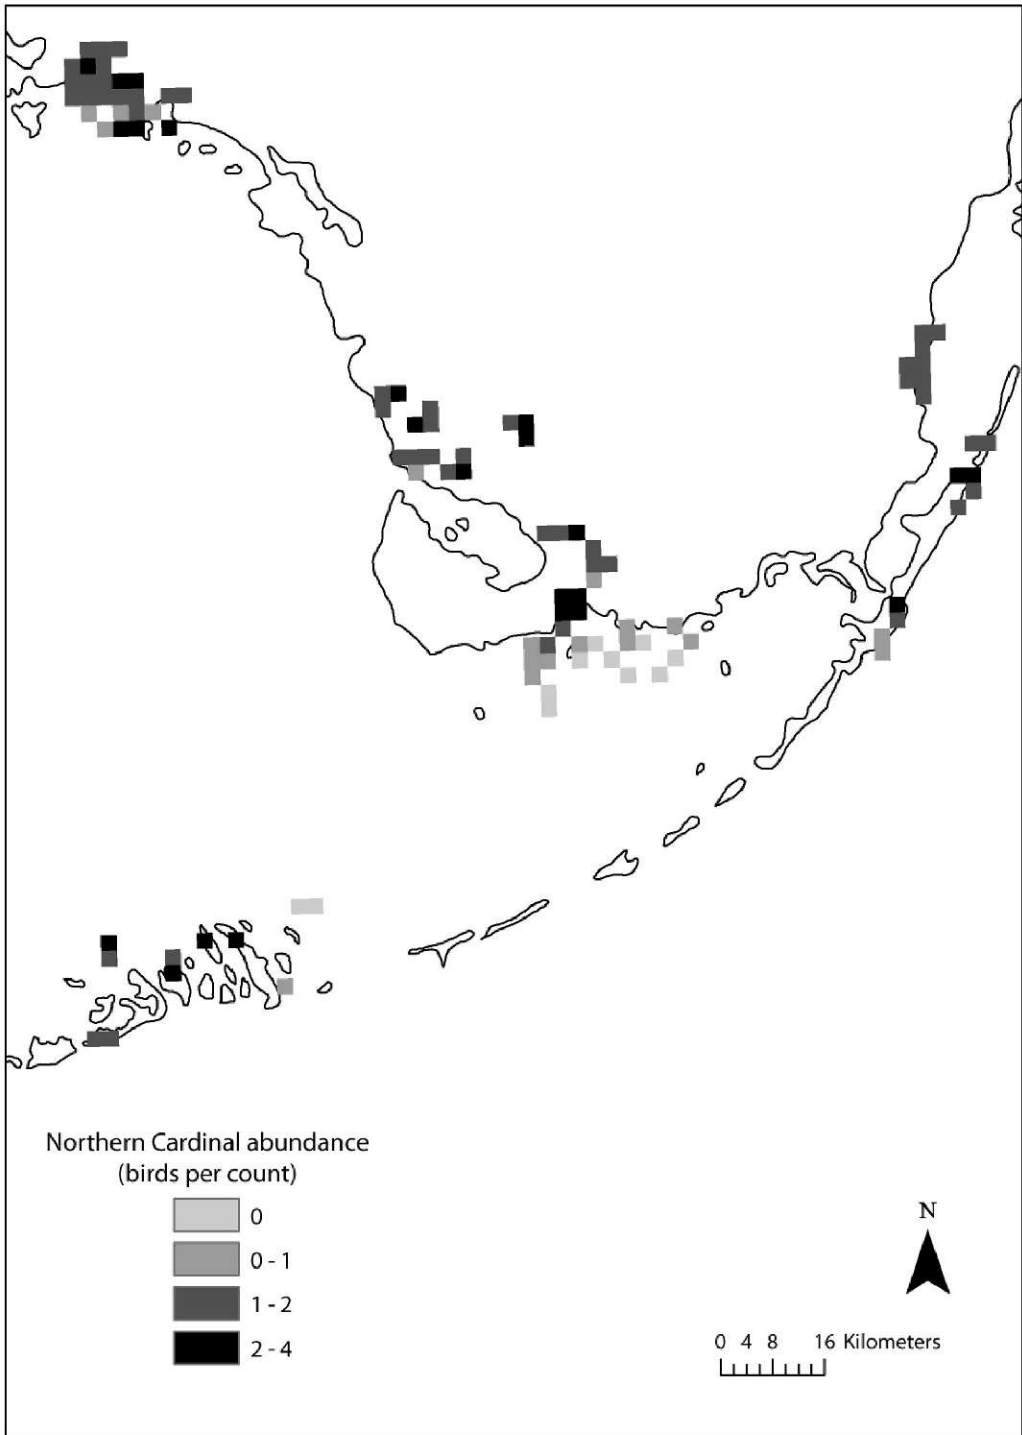 Northern Cardinal abundance
(birds per count)
0
0 - 1
1 - 2
2 - 4
N
0 4 8 16 Kilometers